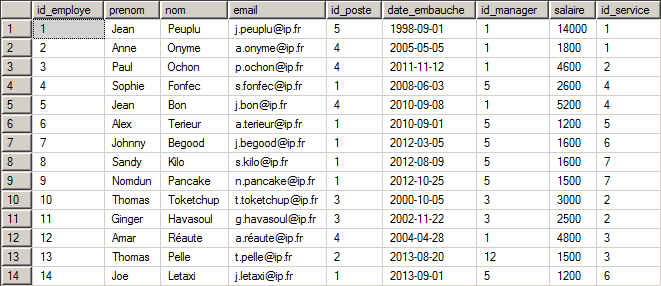 id_employe prenom nom email id_poste date_embauche id_manager salaire id_service
1 1 Jean Peuplu j.peuplu@ip.fr 5 1998-09-01 1 14000 1
2 2 Anne Onyme a.onyme@ip.fr 4 2005-05-05 1 1800 1
3 3 Paul Ochon p.ochon@ip.fr 4 2011-11-12 1 4600 2
4 4 Sophie Fonfec s.fonfec@ip.fr 1 2008-06-03 5 2600 4
5 5 Jean Bon j.bon@ip.fr 4 2010-09-08 1 5200 4
6 6 Alex Terieur a.terieur@ip.fr 1 2010-09-01 5 1200 5
7 7 Johnny Begood j.begood@ip.fr 1 2012-03-05 5 1600 6
8 8 Sandy Kilo s.kilo@ip.fr 1 2012-08-09 5 1600 7
9 9 Nomdun Pancake n.pancake@ip.fr 1 2012-10-25 5 1500 7
10 10 Thomas Toketchup t.toketchup@ip.fr 3 2000-10-05 3 3000 2
11 11 Ginger Havasoul g.havasoul@ip.fr 3 2002-11-22 3 2500 2
12 12 Amar Réaute a.réaute@ip.fr 4 2004-04-28 1 4800 3
13 13 Thomas Pelle t.pelle@ip.fr 2 2013-08-20 12 1500 3
14 14 Joe Letaxi j.letaxi@ip.fr 1 2013-09-01 5 1200 6